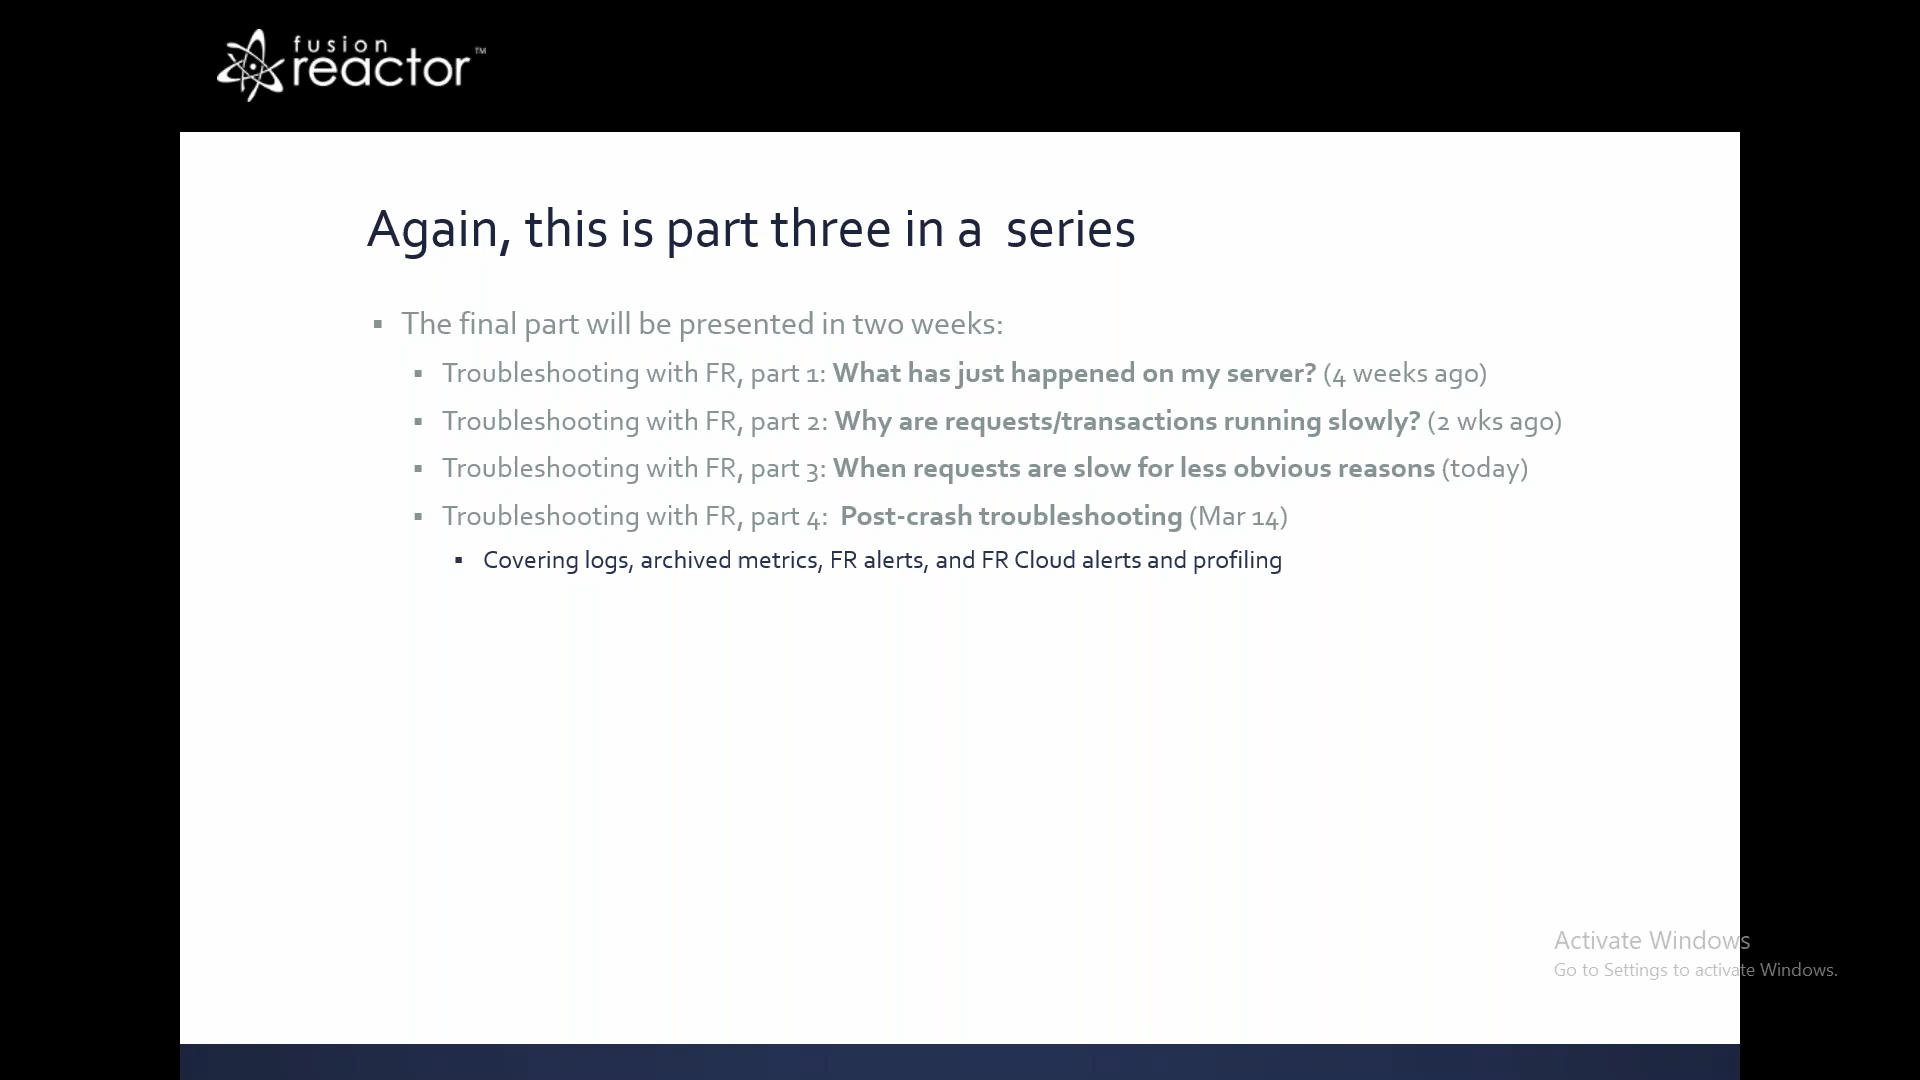 fusion
reactor™
Again, this is part three in a series
▪ The final part will be presented in two weeks:
▪ Troubleshooting with FR, part 1: What has just happened on my server? (4 weeks ago)
▪ Troubleshooting with FR, part 2: Why are requests/transactions running slowly? (2 wks ago)
▪ Troubleshooting with FR, part 3: When requests are slow for less obvious reasons (today)
▪ Troubleshooting with FR, part 4: Post-crash troubleshooting (Mar 14)
▪ Covering logs, archived metrics, FR alerts, and FR Cloud alerts and profiling
Activate Windows
Go to Settings to activate Windows.